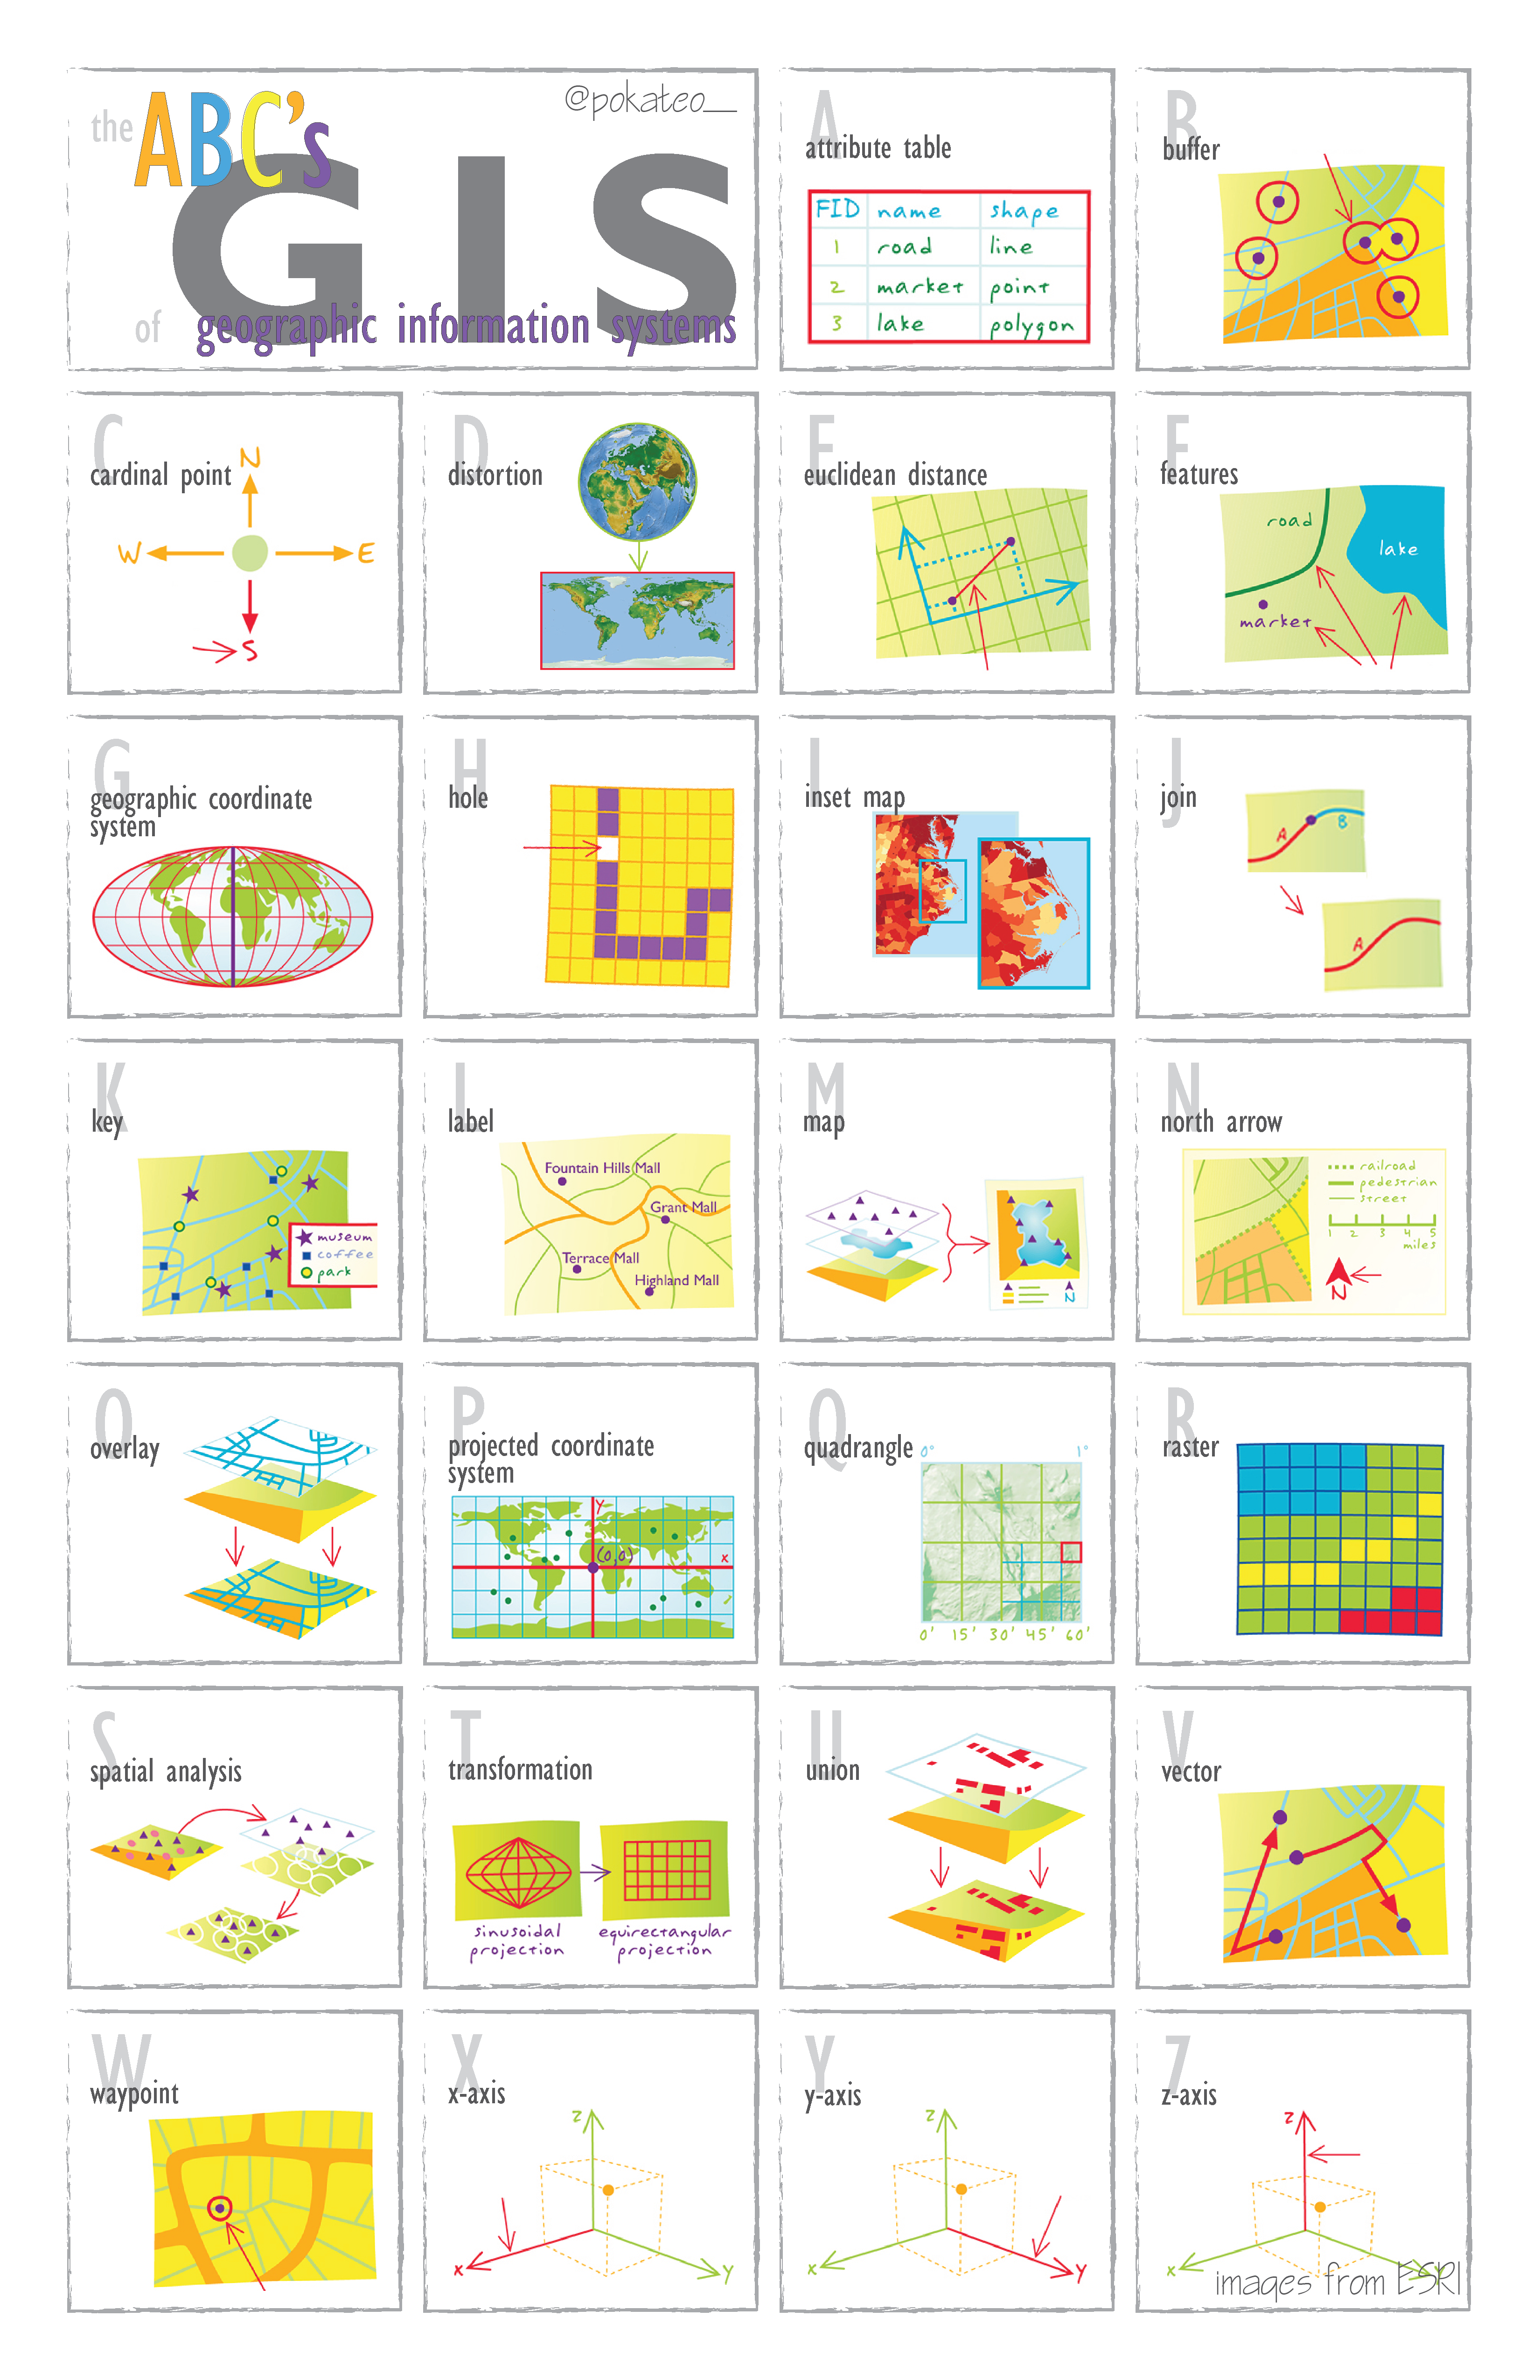 the ABC's
@pokateo__
GIS
of geographic information systems
A
attribute table
FID name shape
1 road line
2 market point
3 lake polygon
B
buffer
C
cardinal point
N
W E
S
D
distortion
E
euclidean distance
F
features
road
lake
market
G
geographic coordinate
system
H
hole
I
inset map
J
join
A B
A
K
key
museum
coffee
park
L
label
Fountain Hills Mall
Grant Mall
Terrace Mall
Highland Mall
M
map
N
N
north arrow
railroad
pedestrian
street
1 2 3 4 5
miles
N
O
overlay
P
projected coordinate
system
Y
(0,0)
x
Q
quadrangle
0° 1°
0' 15' 30' 45' 60'
R
raster
S
spatial analysis
T
transformation
sinusoidal
projection
equirectangular
projection
U
union
V
vector
W
waypoint
X
x-axis
z
x y
Y
y-axis
z
x y
Z
z-axis
z
x y
images from ESRI